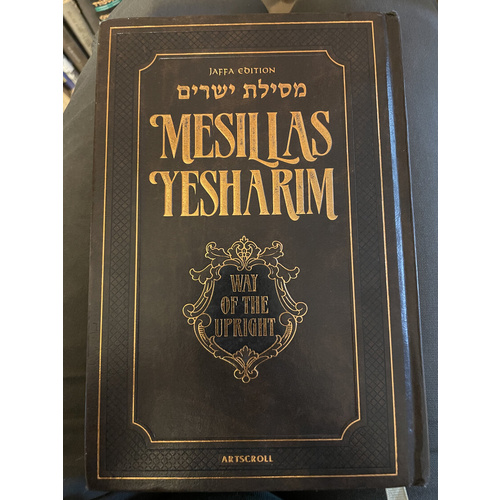 JAFFA EDITION
מסילת ישרים
MESILLAS
YESHARIM
WAY
OF THE
UPRIGHT
ARTSCROLL